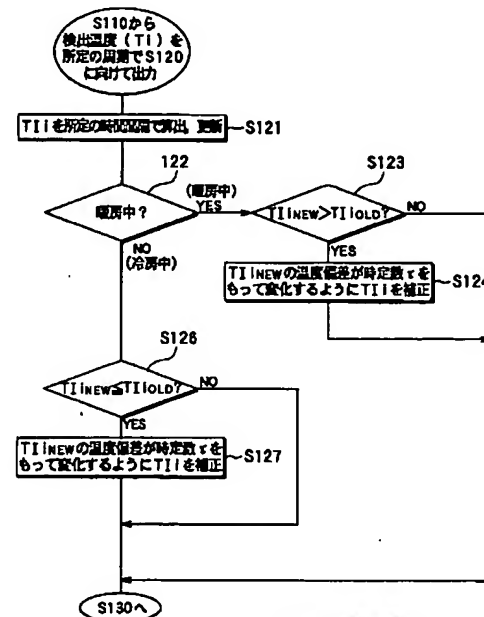 S110から
検出温度(Ti)を
所定の周期でS120
に向けて出力
TIiを所定の時間間隔で算出,更新
S121
122
暖房中?
(暖房中)
YES
NO
(冷房中)
S123
TIiNEW>TIiOLD?
NO
YES
TIiNEWの温度偏差が時定数τを
もって変化するようにTIiを補正
S124
S126
TIiNEW≦TIiOLD?
NO
YES
TIiNEWの温度偏差が時定数τを
もって変化するようにTIiを補正
S127
S130へ